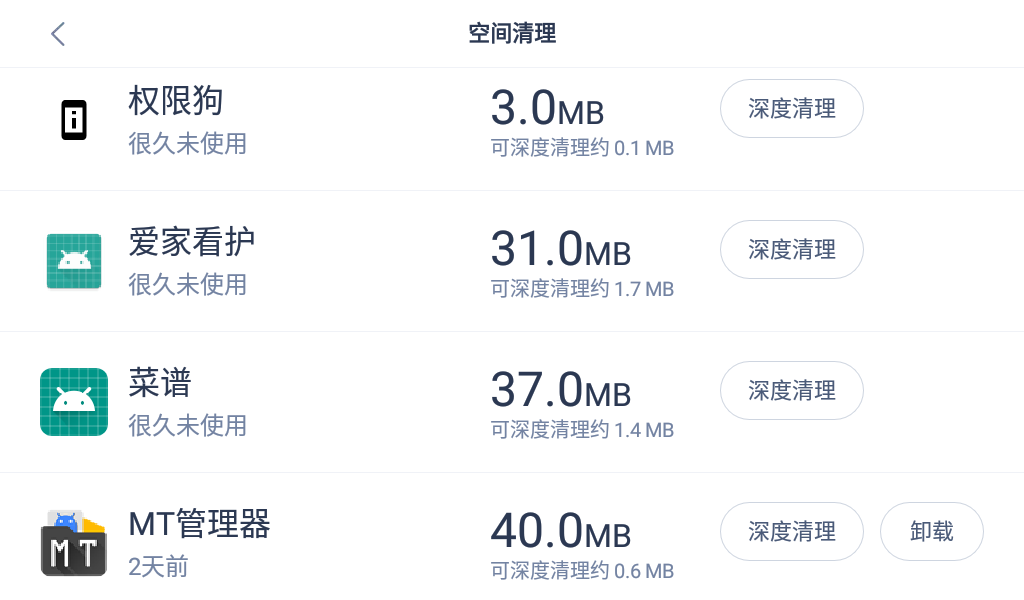 空间清理
权限狗
很久未使用
3.0MB
可深度清理约 0.1 MB
深度清理
爱家看护
很久未使用
31.0MB
可深度清理约 1.7 MB
深度清理
菜谱
很久未使用
37.0MB
可深度清理约 1.4 MB
深度清理
MT
MT管理器
2天前
40.0MB
可深度清理约 0.6 MB
深度清理
卸载